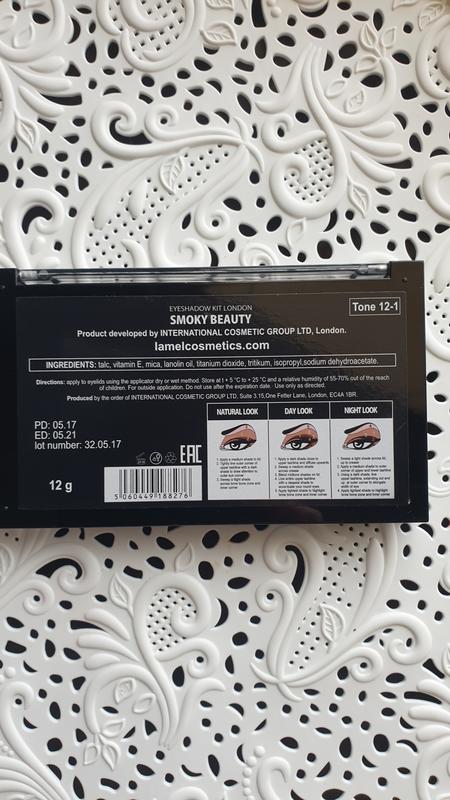 EYESHADOW KIT LONDON
SMOKY BEAUTY
Tone 12-1
Product developed by INTERNATIONAL COSMETIC GROUP LTD, London.
lamelcosmetics.com
INGREDIENTS: talc, vitamin E, mica, lanolin oil, titanium dioxide, tritikum, isopropyl,sodium dehydroacetate.
Directions: apply to eyelids using the applicator dry or wet method. Store at t + 5 °C to + 25 °C and a relative humidity of 55-70% out of the reach
of children. For outside application. Do not use after the expiration date. Use only as directed.
Produced by the order of INTERNATIONAL COSMETIC GROUP LTD, Suite 3.15,One Fetter Lane, London, EC4A 1BR.
PD: 05.17
ED: 05.21
lot number: 32.05.17
EAC
12 g
5 060449 188276
NATURAL LOOK
DAY LOOK
NIGHT LOOK